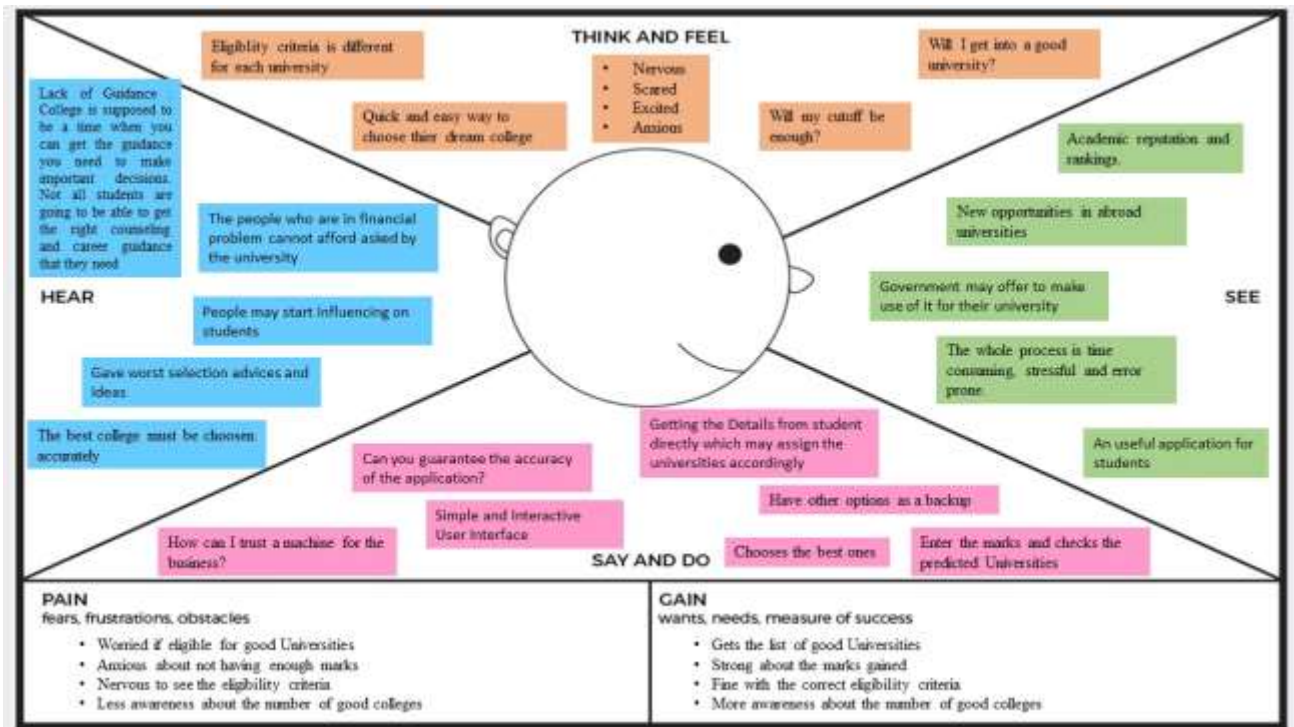 THINK AND FEEL
Eligiblity criteria is different
for each university
Quick and easy way to
choose thier dream college
• Nervous
• Scared
• Excited
• Anxious
Will my cutoff be
enough?
Will I get into a good
university?
HEAR
Lack of Guidance
College is supposed to
be a time when you
can get the guidance
you need to make
important decisions.
Not all students are
going to be able to get
the right counseling
and career guidance
that they need
The people who are in financial
problem cannot afford asked by
the university
People may start influencing on
students
Gave worst selection advices and
ideas
The best college must be choosen
accurately
SEE
Academic reputation and
rankings.
New opportunities in abroad
universities
Government may offer to make
use of it for their university
The whole process is time
consuming, stressful and error
prone
An useful application for
students
SAY AND DO
Getting the Details from student
directly which may assign the
universities accordingly
Can you guarantee the accuracy
of the application?
Have other options as a backup
Simple and Interactive
User Interface
How can I trust a machine for the
business?
Chooses the best ones
Enter the marks and checks the
predicted Universities
PAIN
fears, frustrations, obstacles
• Worried if eligible for good Universities
• Anxious about not having enough marks
• Nervous to see the eligibility criteria
• Less awareness about the number of good colleges
GAIN
wants, needs, measure of success
• Gets the list of good Universities
• Strong about the marks gained
• Fine with the correct eligibility criteria
• More awareness about the number of good colleges